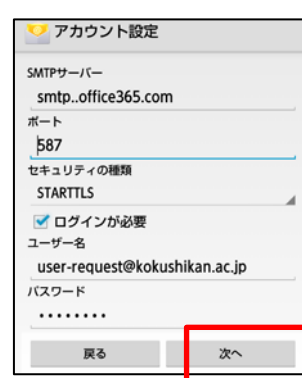 アカウント設定
SMTPサーバー
smtp..office365.com
ポート
587
セキュリティの種類
STARTTLS
ログインが必要
ユーザー名
user-request@kokushikan.ac.jp
パスワード
........
戻る 次へ